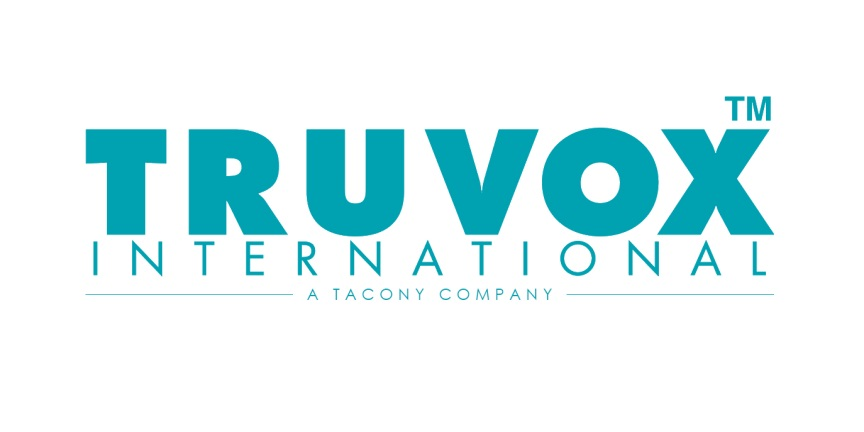 TRUVOX™
INTERNATIONAL
A TACONY COMPANY